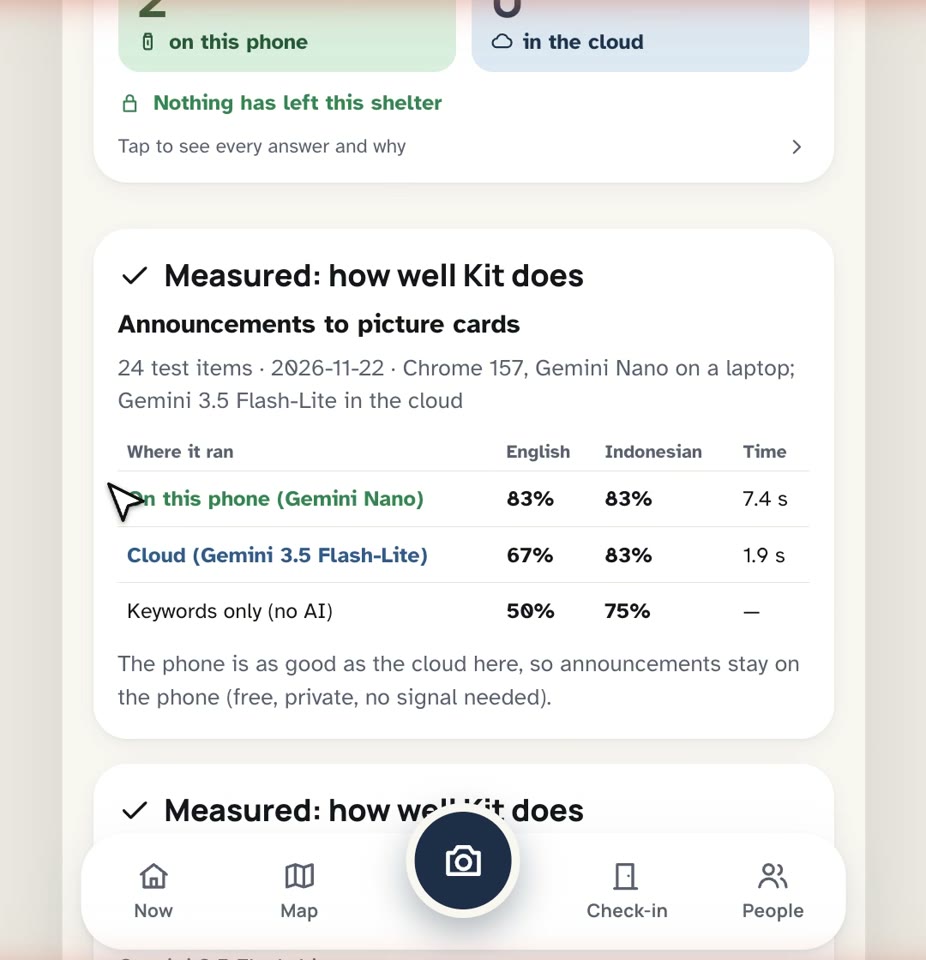 2
0
on this phone
in the cloud
Nothing has left this shelter
Tap to see every answer and why
Measured: how well Kit does
Announcements to picture cards
24 test items · 2026-11-22 · Chrome 157, Gemini Nano on a laptop;
Gemini 3.5 Flash-Lite in the cloud
Where it ran English Indonesian Time
On this phone (Gemini Nano) 83% 83% 7.4 s
Cloud (Gemini 3.5 Flash-Lite) 67% 83% 1.9 s
Keywords only (no AI) 50% 75% —
The phone is as good as the cloud here, so announcements stay on
the phone (free, private, no signal needed).
Measured: how well Kit does
Now
Map
Check-in
People